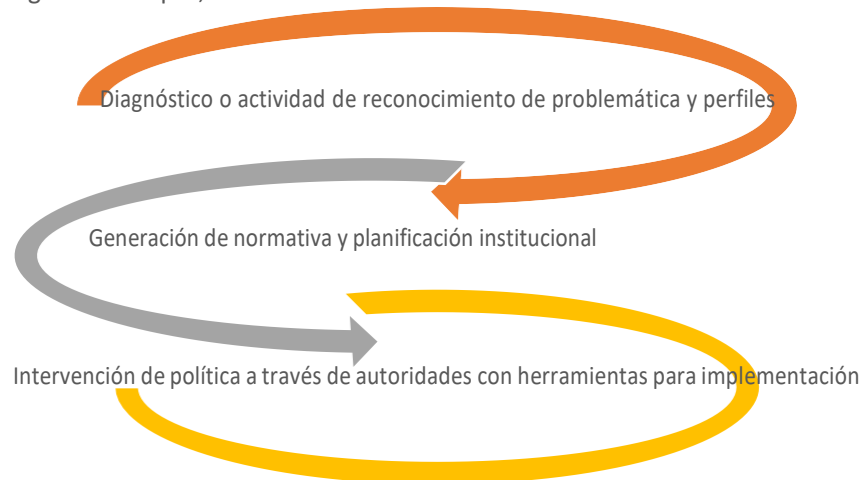 Diagnóstico o actividad de reconocimiento de problemática y perfiles
Generación de normativa y planificación institucional
Intervención de política a través de autoridades con herramientas para implementación